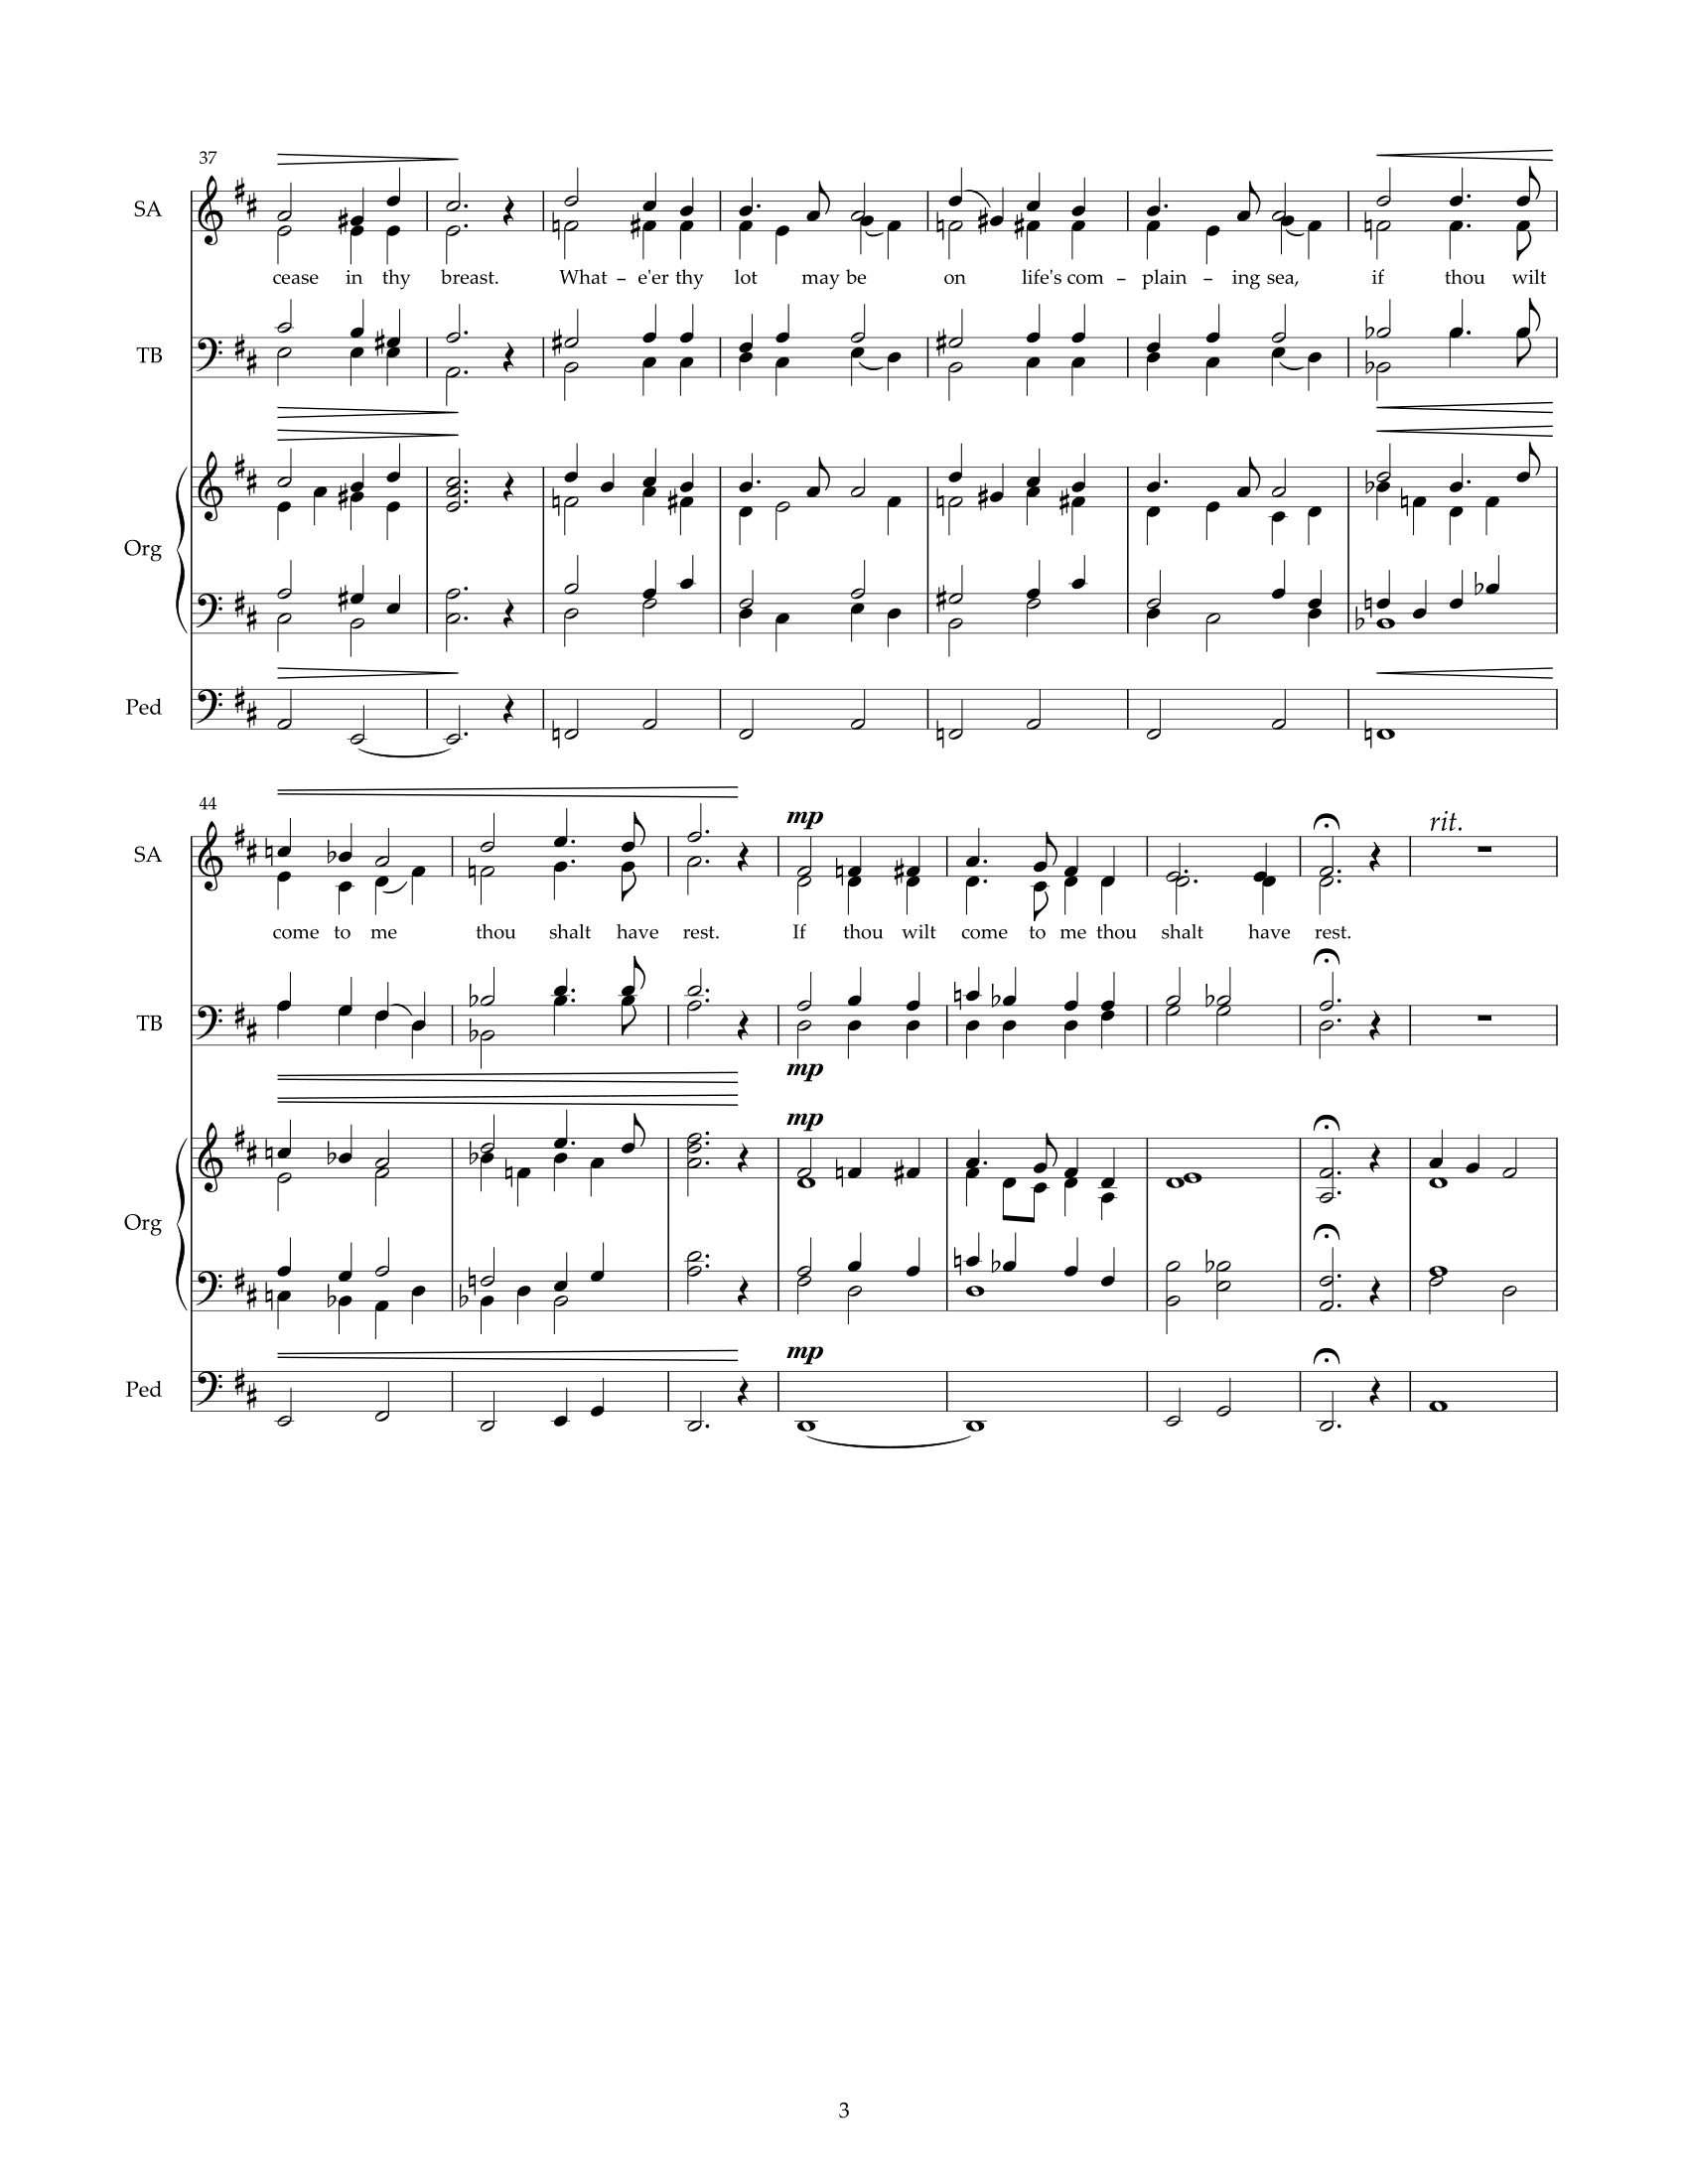 37
SA
cease in thy breast. What – e'er thy lot may be on life's com – plain – ing sea, if thou wilt
TB
Org
Ped
44
rit.
mp
SA
come to me thou shalt have rest. If thou wilt come to me thou shalt have rest.
TB
mp
mp
Org
mp
Ped
3